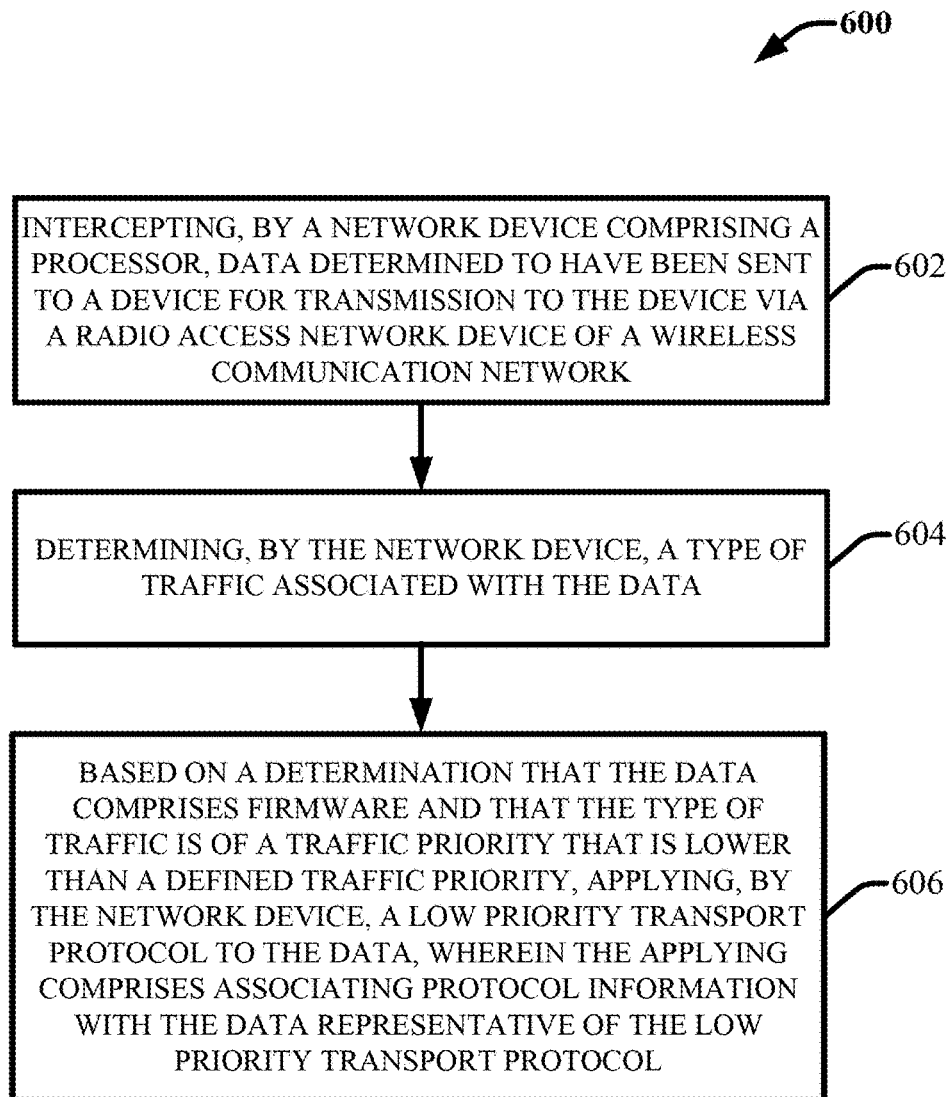 600
INTERCEPTING, BY A NETWORK DEVICE COMPRISING A
PROCESSOR, DATA DETERMINED TO HAVE BEEN SENT
TO A DEVICE FOR TRANSMISSION TO THE DEVICE VIA
A RADIO ACCESS NETWORK DEVICE OF A WIRELESS
COMMUNICATION NETWORK
602
DETERMINING, BY THE NETWORK DEVICE, A TYPE OF
TRAFFIC ASSOCIATED WITH THE DATA
604
BASED ON A DETERMINATION THAT THE DATA
COMPRISES FIRMWARE AND THAT THE TYPE OF
TRAFFIC IS OF A TRAFFIC PRIORITY THAT IS LOWER
THAN A DEFINED TRAFFIC PRIORITY, APPLYING, BY
THE NETWORK DEVICE, A LOW PRIORITY TRANSPORT
PROTOCOL TO THE DATA, WHEREIN THE APPLYING
COMPRISES ASSOCIATING PROTOCOL INFORMATION
WITH THE DATA REPRESENTATIVE OF THE LOW
PRIORITY TRANSPORT PROTOCOL
606